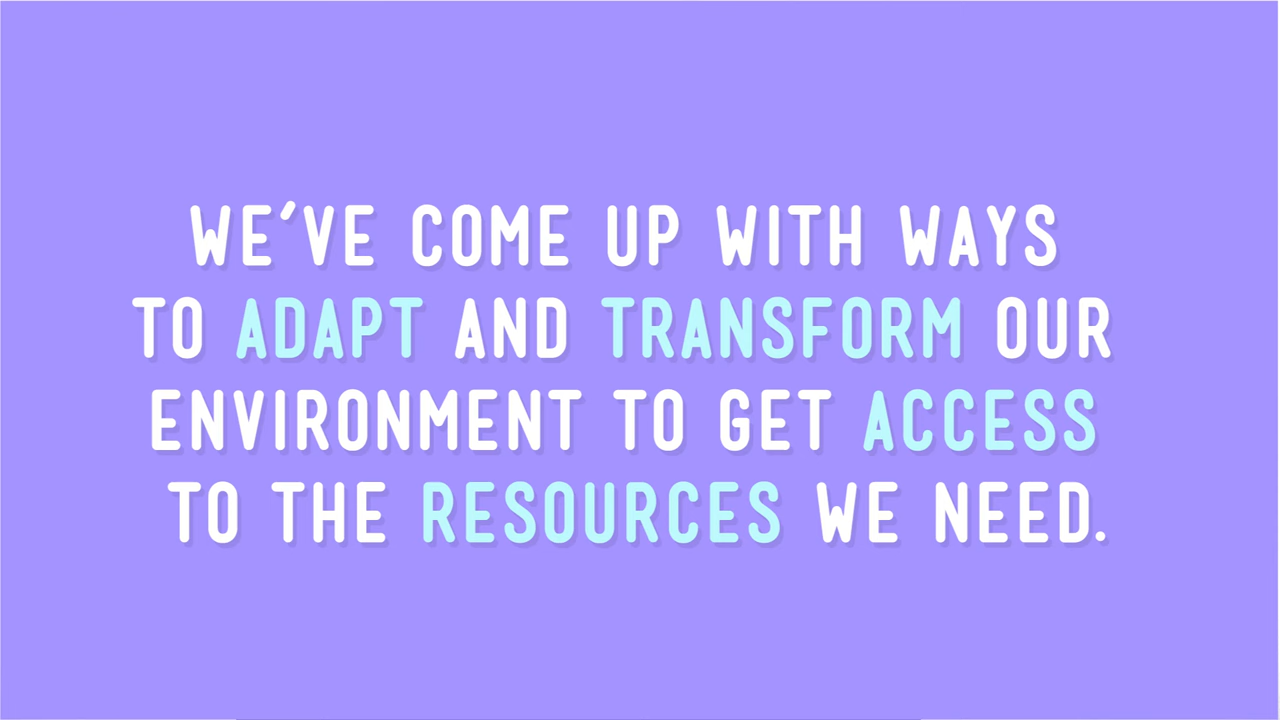 WE'VE COME UP WITH WAYS
TO ADAPT AND TRANSFORM OUR
ENVIRONMENT TO GET ACCESS
TO THE RESOURCES WE NEED.